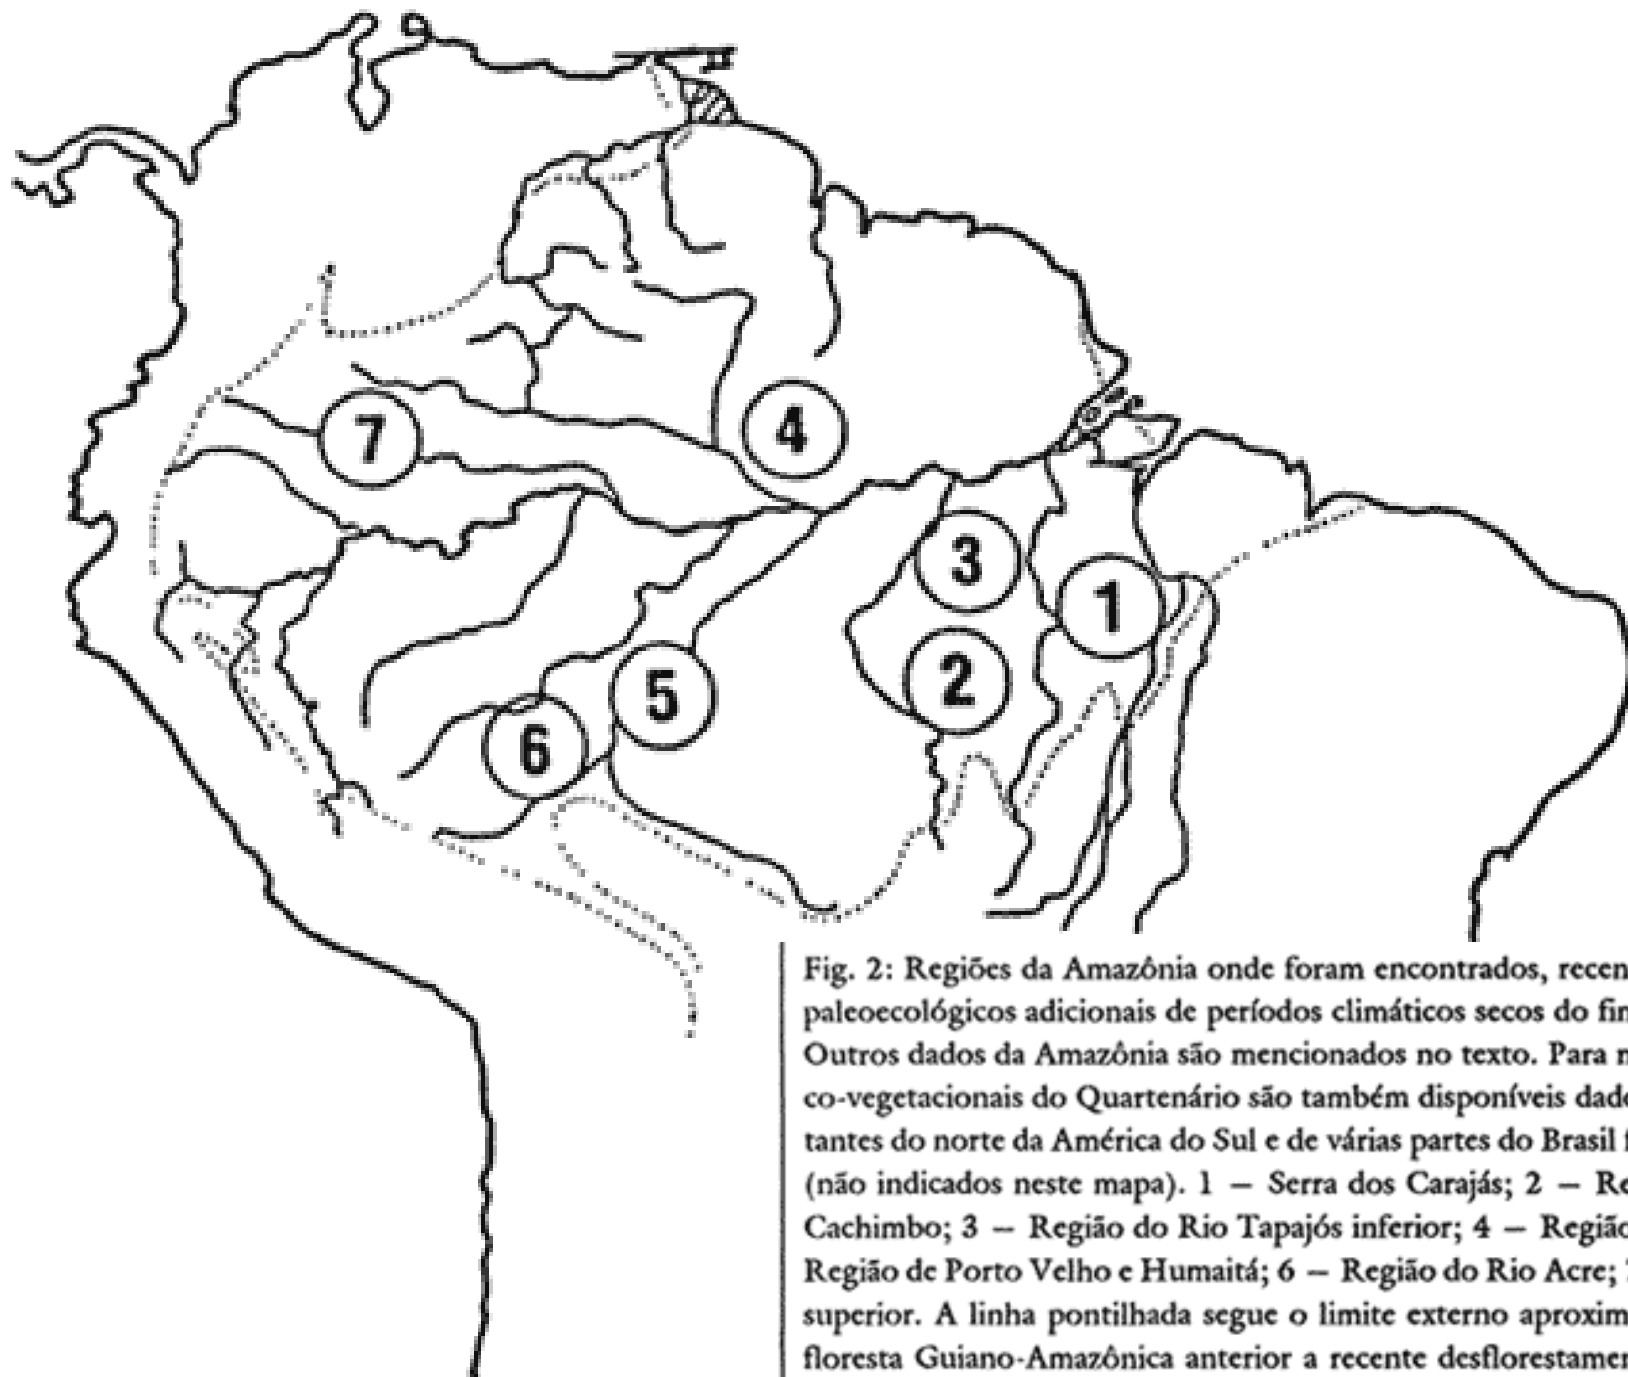 7
4
3
1
2
5
6
Fig. 2: Regiões da Amazônia onde foram encontrados, recen
paleoecológicos adicionais de períodos climáticos secos do fin
Outros dados da Amazônia são mencionados no texto. Para
co-vegetacionais do Quartenário são também disponíveis dado
tantes do norte da América do Sul e de várias partes do Brasil
(não indicados neste mapa). 1 — Serra dos Carajás; 2 — Re
Cachimbo; 3 — Região do Rio Tapajós inferior; 4 — Região
Região de Porto Velho e Humaitá; 6 — Região do Rio Acre;
superior. A linha pontilhada segue o limite externo aproxim
floresta Guiano-Amazônica anterior a recente desflorestamen